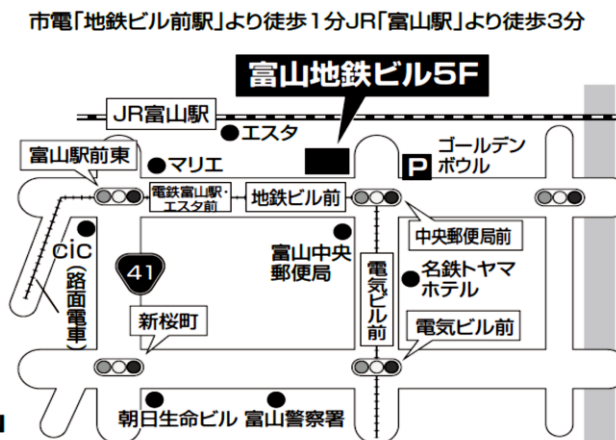 市電「地鉄ビル前駅」より徒歩1分JR「富山駅」より徒歩3分
富山地鉄ビル5F
JR富山駅
エスタ
富山駅前東
マリエ
P
ゴールデン
ボウル
電鉄富山駅・
エスタ前
地鉄ビル前
中央郵便局前
cic
(路面電車)
41
富山中央
郵便局
電気ビル前
名鉄トヤマ
ホテル
新桜町
電気ビル前
朝日生命ビル
富山警察署